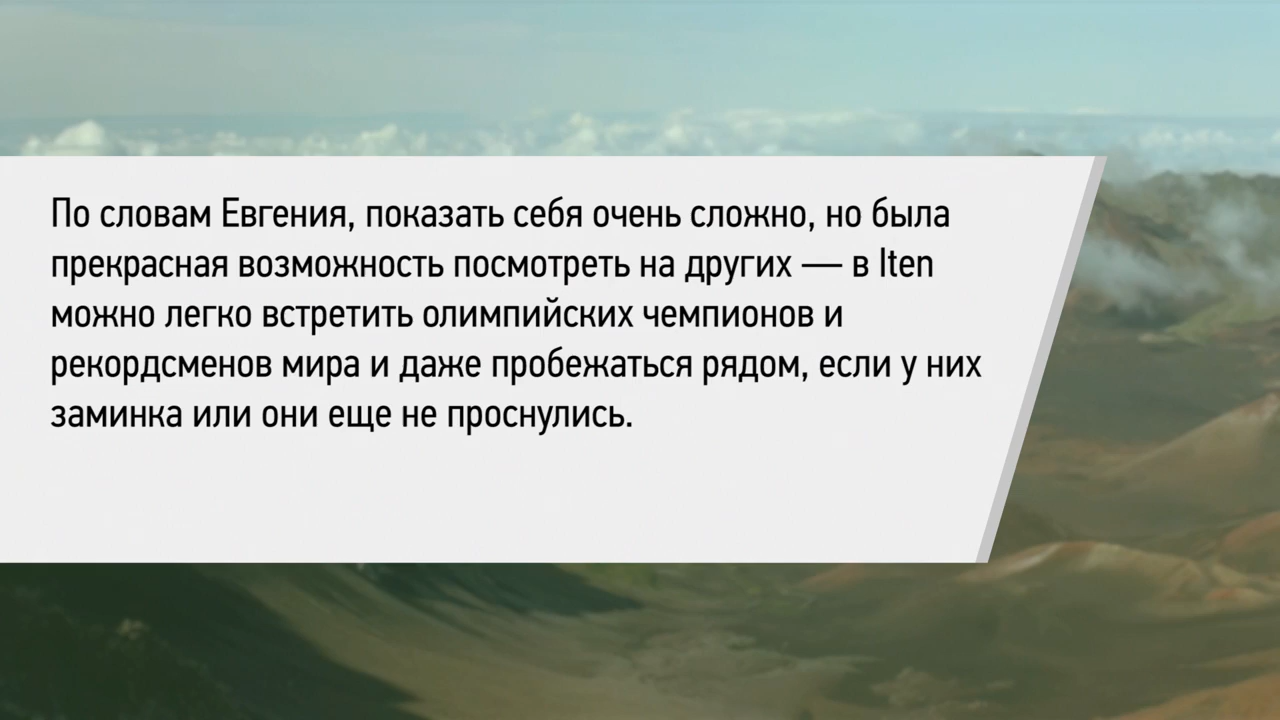 По словам Евгения, показать себя очень сложно, но была
прекрасная возможность посмотреть на других — в Iten
можно легко встретить олимпийских чемпионов и
рекордсменов мира и даже пробежаться рядом, если у них
заминка или они еще не проснулись.